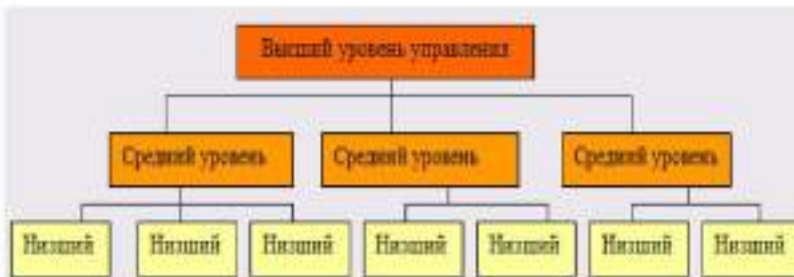 Высший уровень управления
Средний уровень
Средний уровень
Средний уровень
Низший
Низший
Низший
Низший
Низший
Низший
Низший